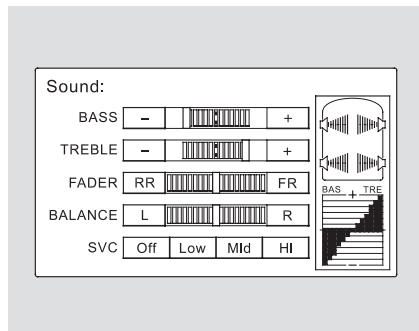 Sound:
BASS - +
TREBLE - +
FADER RR FR
BALANCE L R
SVC Off Low MId HI
BAS + TRE
-